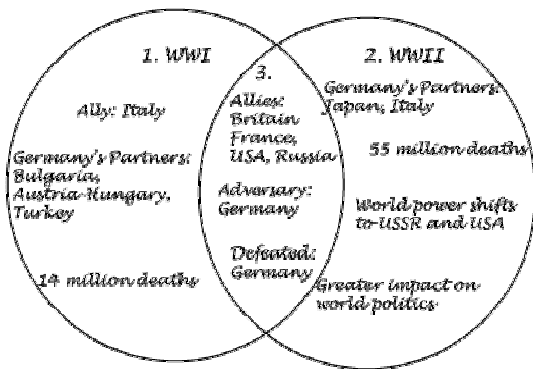 1. WWI
Ally: Italy
Germany's Partners:
Bulgaria,
Austria-Hungary,
Turkey
14 million deaths
3.
Allies:
Britain
France,
USA, Russia
Adversary:
Germany
Defeated:
Germany
2. WWII
Germany's Partners:
Japan, Italy
55 million deaths
World power shifts
to USSR and USA
Greater impact on
world politics